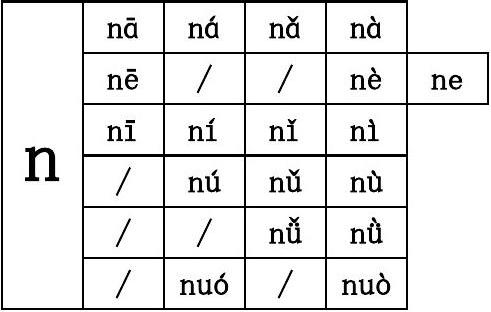 n
nā ná nǎ nà
nē / / nè ne
nī ní nǐ nì
/ nú nǔ nù
/ / nǚ nǜ
/ nuó / nuò